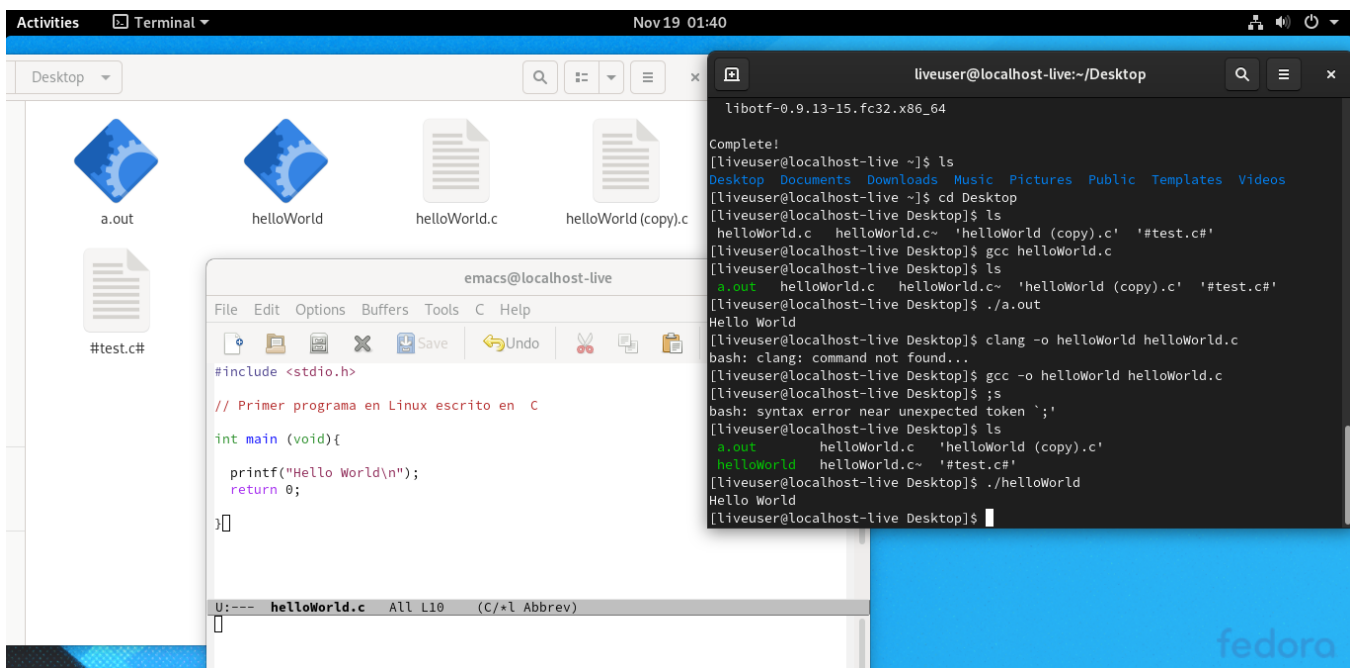 Activities Terminal Nov 19 01:40
Desktop
a.out helloWorld helloWorld.c helloWorld (copy).c
#test.c#
emacs@localhost-live
File Edit Options Buffers Tools C Help
Save Undo
#include <stdio.h>
// Primer programa en Linux escrito en  C
int main (void){
  printf("Hello World\n");
  return 0;
}
U:---  helloWorld.c   All L10    (C/*l Abbrev)
liveuser@localhost-live:~/Desktop
  libotf-0.9.13-15.fc32.x86_64
Complete!
[liveuser@localhost-live ~]$ ls
Desktop  Documents  Downloads  Music  Pictures  Public  Templates  Videos
[liveuser@localhost-live ~]$ cd Desktop
[liveuser@localhost-live Desktop]$ ls
 helloWorld.c   helloWorld.c~  'helloWorld (copy).c'  '#test.c#'
[liveuser@localhost-live Desktop]$ gcc helloWorld.c
[liveuser@localhost-live Desktop]$ ls
 a.out   helloWorld.c   helloWorld.c~  'helloWorld (copy).c'  '#test.c#'
[liveuser@localhost-live Desktop]$ ./a.out
Hello World
[liveuser@localhost-live Desktop]$ clang -o helloWorld helloWorld.c
bash: clang: command not found...
[liveuser@localhost-live Desktop]$ gcc -o helloWorld helloWorld.c
[liveuser@localhost-live Desktop]$ ;s
bash: syntax error near unexpected token `;'
[liveuser@localhost-live Desktop]$ ls
 a.out        helloWorld.c   'helloWorld (copy).c'
 helloWorld   helloWorld.c~  '#test.c#'
[liveuser@localhost-live Desktop]$ ./helloWorld
Hello World
[liveuser@localhost-live Desktop]$
fedora